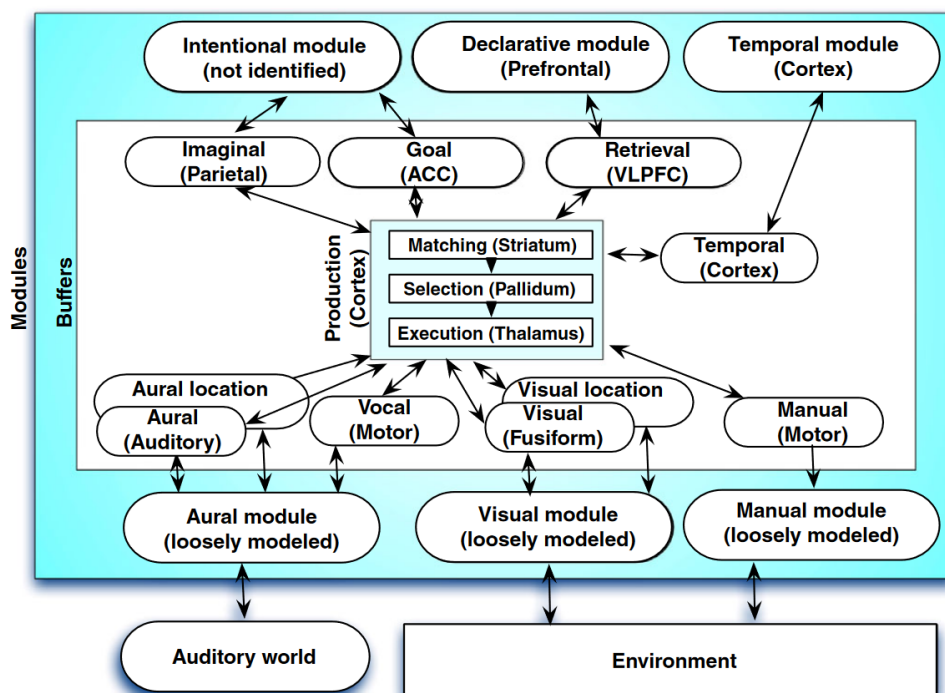 Intentional module
(not identified)
Declarative module
(Prefrontal)
Temporal module
(Cortex)
Imaginal
(Parietal)
Goal
(ACC)
Retrieval
(VLPFC)
Modules
Buffers
Production
(Cortex)
Matching (Striatum)
Selection (Pallidum)
Execution (Thalamus)
Temporal
(Cortex)
Aural location
Aural
(Auditory)
Vocal
(Motor)
Visual location
Visual
(Fusiform)
Manual
(Motor)
Aural module
(loosely modeled)
Visual module
(loosely modeled)
Manual module
(loosely modeled)
Auditory world
Environment